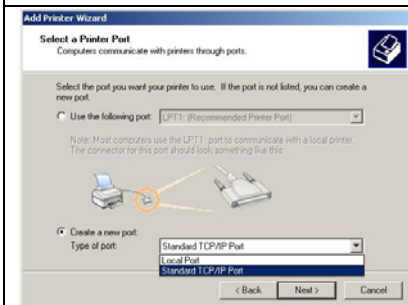 Add Printer Wizard
Select a Printer Port
Computers communicate with printers through ports.
Select the port you want your printer to use. If the port is not listed, you can create a
new port.
Use the following port: LPT1: (Recommended Printer Port)
Note: Most computers use the LPT1: port to communicate with a local printer.
The connector for this port should look something like this:
Create a new port:
Type of port: Standard TCP/IP Port
Local Port
Standard TCP/IP Port
< Back Next > Cancel